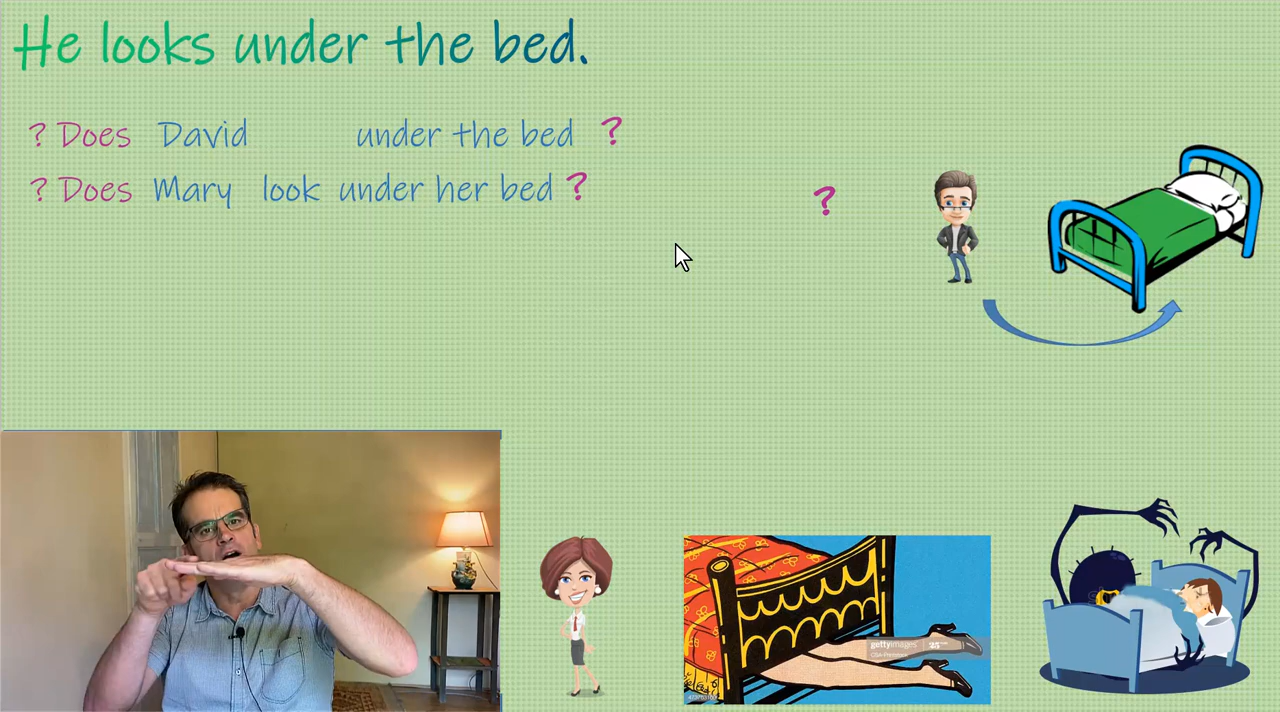 He looks under the bed.
? Does David under the bed ?
? Does Mary look under her bed ?
?
gettyimages